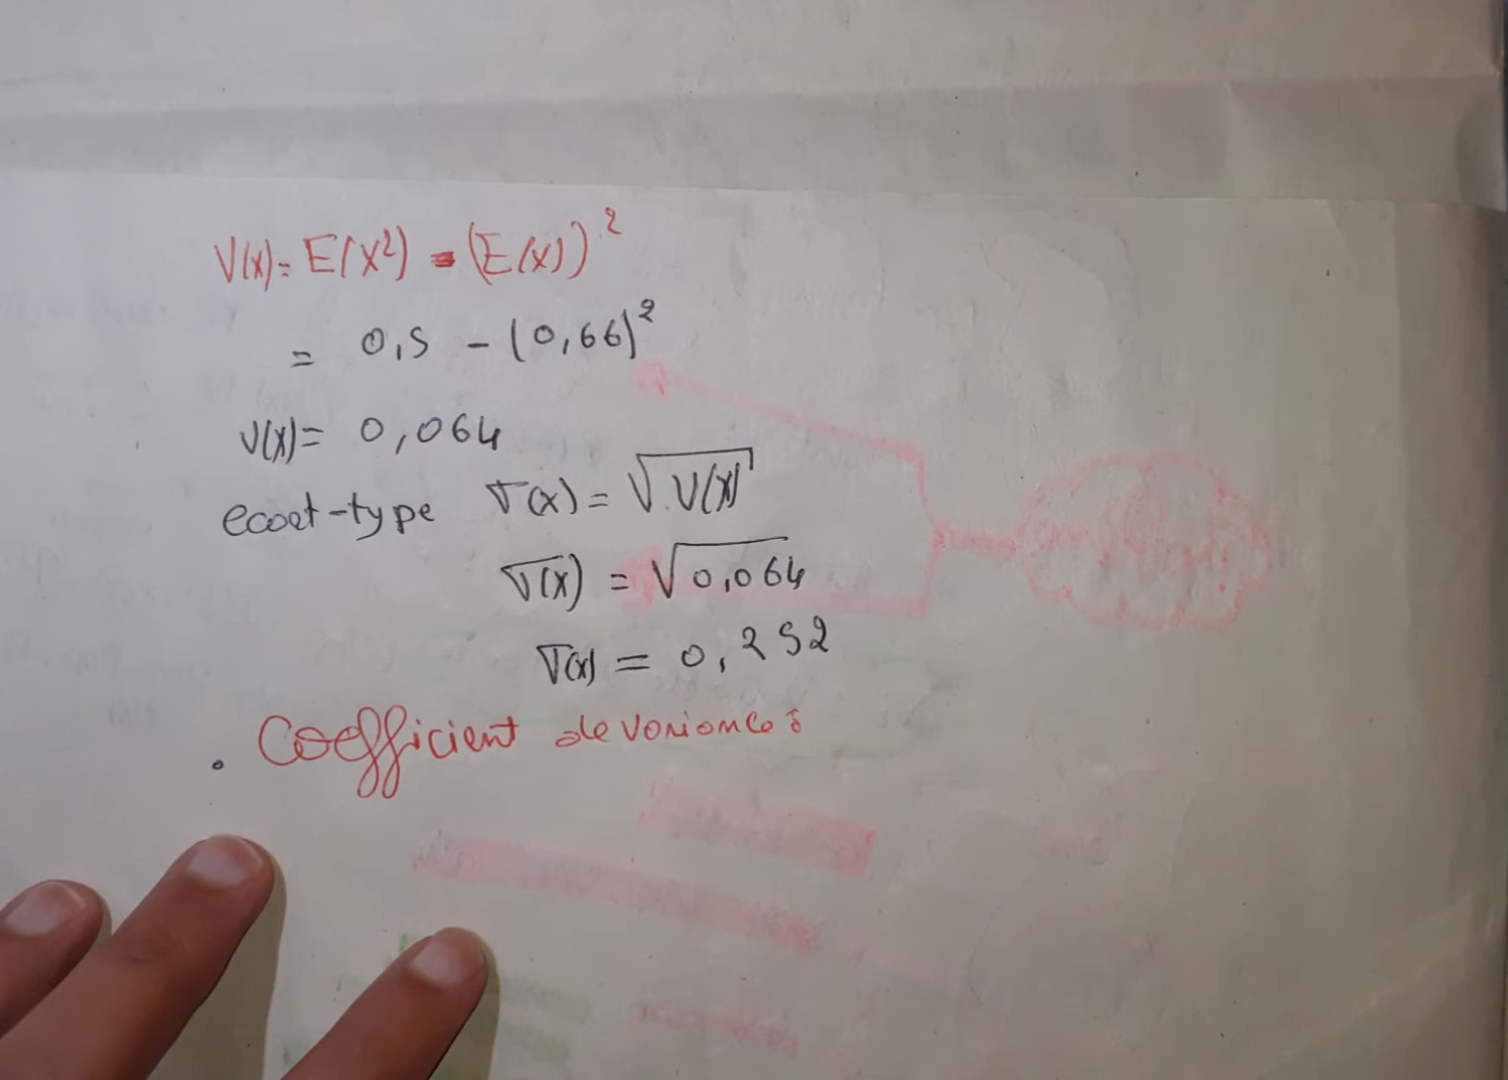 V(x) = E(X²) - (E(x))²
= 0,5 - (0,66)²
V(x) = 0,064
ecart-type σ(x) = √V(x)
σ(x) = √0,064
σ(x) = 0,252
. Coefficient de variance :